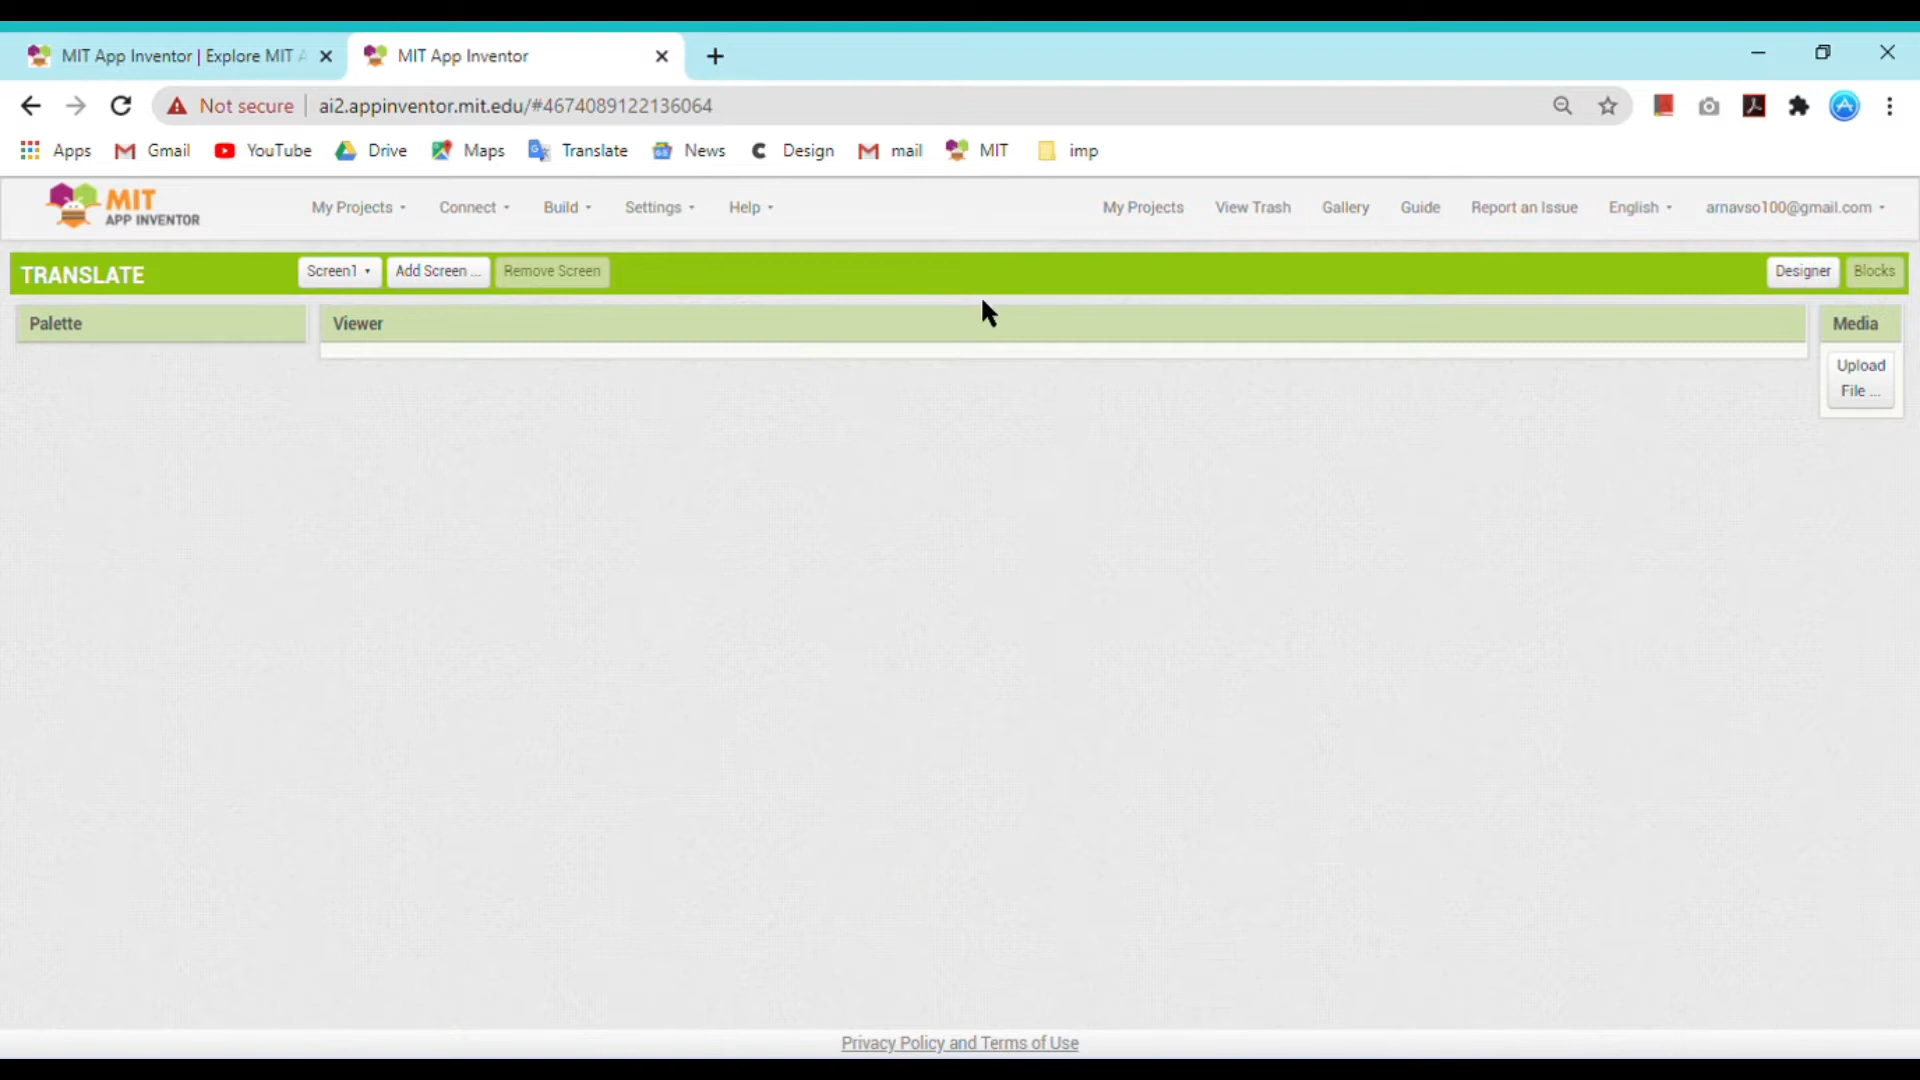 MIT App Inventor | Explore MIT A
MIT App Inventor
Not secure
ai2.appinventor.mit.edu/#4674089122136064
Apps
Gmail
YouTube
Drive
Maps
Translate
News
Design
mail
MIT
imp
MIT
APP INVENTOR
My Projects
Connect
Build
Settings
Help
My Projects
View Trash
Gallery
Guide
Report an Issue
English
arnavso100@gmail.com
TRANSLATE
Screen1
Add Screen ...
Remove Screen
Designer
Blocks
Palette
Viewer
Media
Upload
File ...
Privacy Policy and Terms of Use